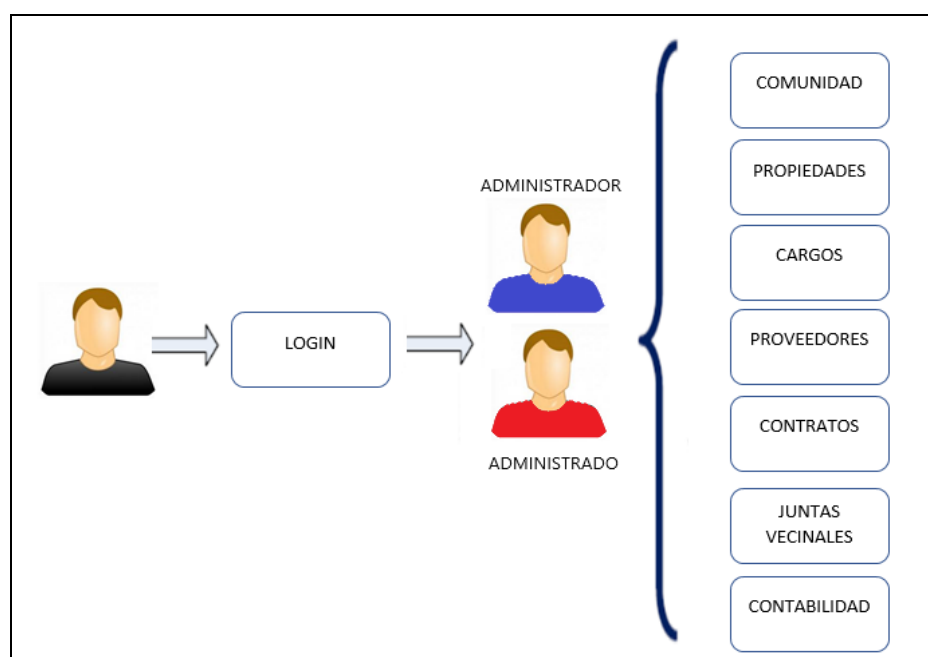 LOGIN
ADMINISTRADOR
ADMINISTRADO
COMUNIDAD
PROPIEDADES
CARGOS
PROVEEDORES
CONTRATOS
JUNTAS
VECINALES
CONTABILIDAD